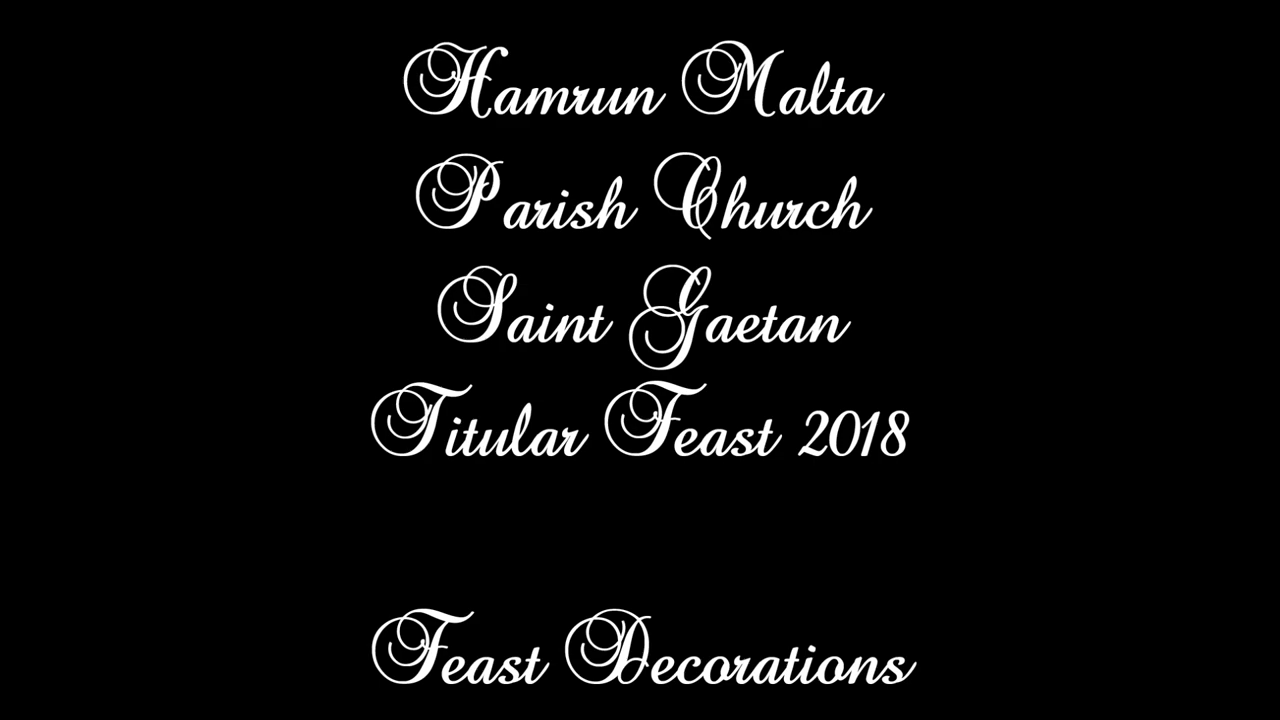 Hamrun Malta
Parish Church
Saint Gaetan
Titular Feast 2018
Feast Decorations